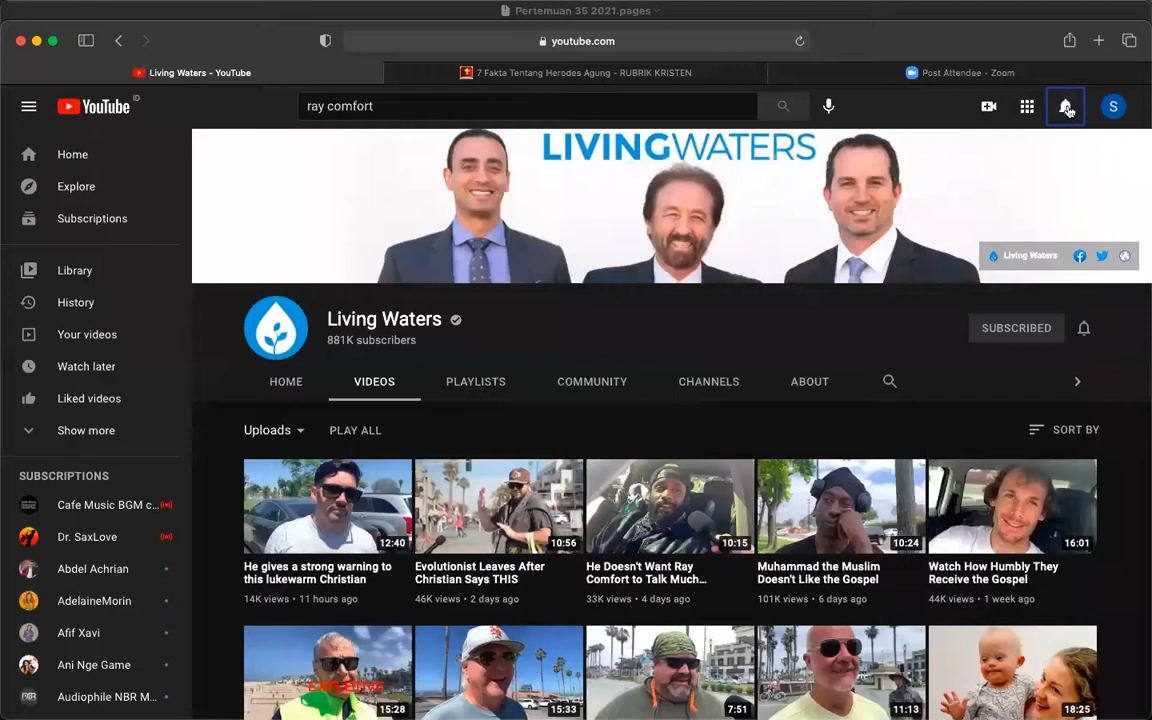 Pertemuan 35 2021.pages
youtube.com
Living Waters - YouTube
7 Fakta Tentang Herodes Agung - RUBRIK KRISTEN
Post Attendee - Zoom
YouTube ID
ray comfort
S
Home
Explore
Subscriptions
Library
History
Your videos
Watch later
Liked videos
Show more
SUBSCRIPTIONS
Cafe Music BGM c...
Dr. SaxLove
Abdel Achrian
AdelaineMorin
Afif Xavi
Ani Nge Game
Audiophile NBR M...
LIVINGWATERS
Living Waters
Living Waters
881K subscribers
SUBSCRIBED
HOME
VIDEOS
PLAYLISTS
COMMUNITY
CHANNELS
ABOUT
Uploads
PLAY ALL
SORT BY
12:40
He gives a strong warning to
this lukewarm Christian
14K views • 11 hours ago
10:56
Evolutionist Leaves After
Christian Says THIS
46K views • 2 days ago
10:15
He Doesn't Want Ray
Comfort to Talk Much...
33K views • 4 days ago
10:24
Muhammad the Muslim
Doesn't Like the Gospel
101K views • 6 days ago
16:01
Watch How Humbly They
Receive the Gospel
44K views • 1 week ago
15:28
15:33
7:51
11:13
18:25